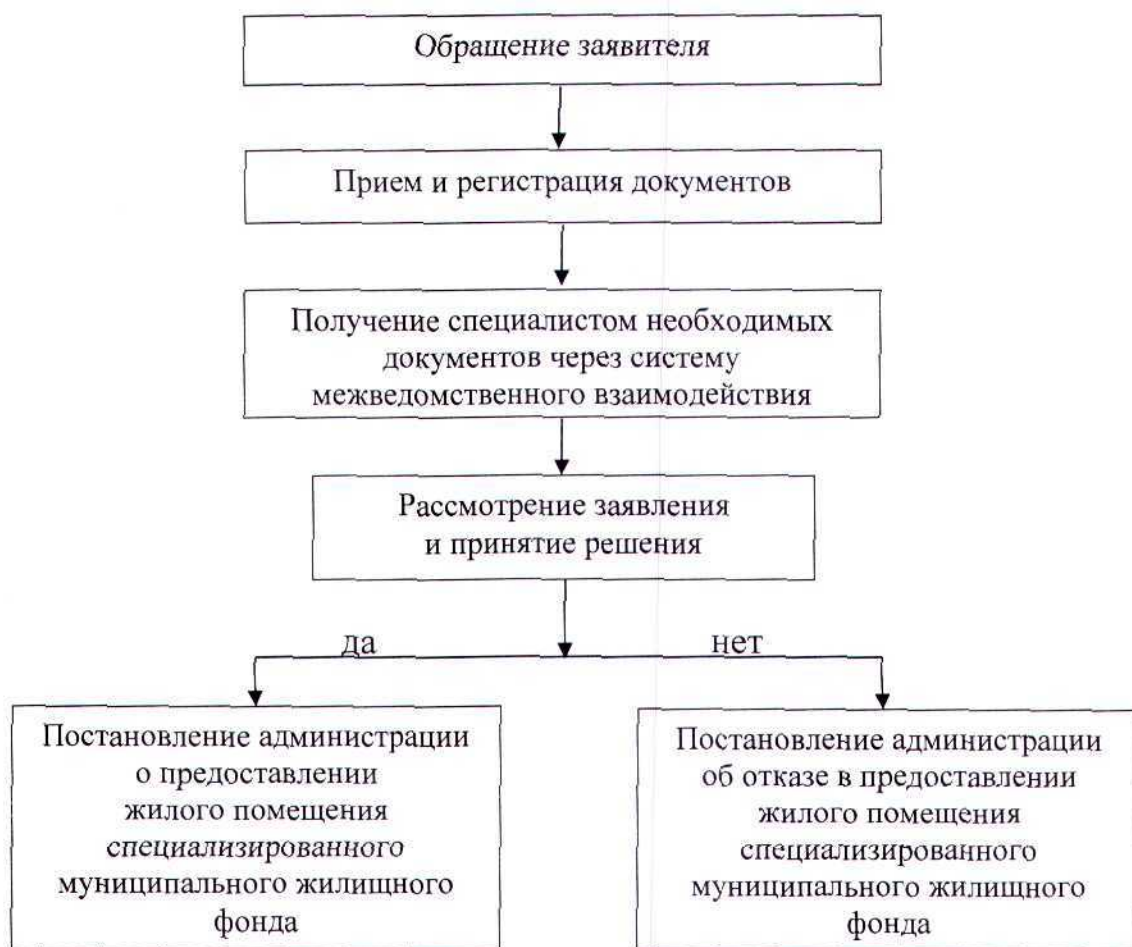 Обращение заявителя
Прием и регистрация документов
Получение специалистом необходимых
документов через систему
межведомственного взаимодействия
Рассмотрение заявления
и принятие решения
да
нет
Постановление администрации
о предоставлении
жилого помещения
специализированного
муниципального жилищного
фонда
Постановление администрации
об отказе в предоставлении
жилого помещения
специализированного
муниципального жилищного
фонда